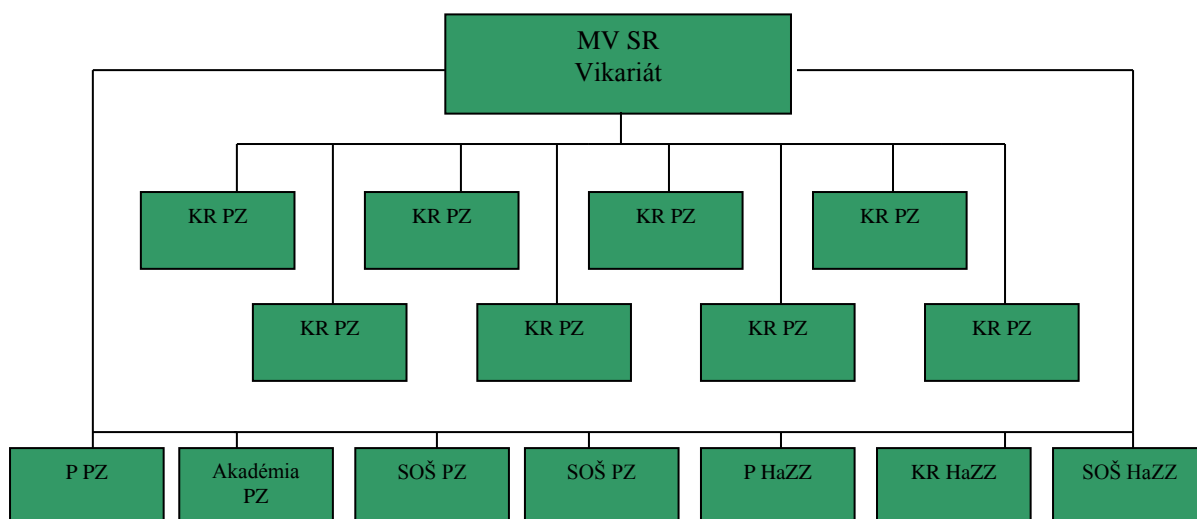 MV SR
Vikariát
KR PZ
KR PZ
KR PZ
KR PZ
KR PZ
KR PZ
KR PZ
KR PZ
P PZ
Akadémia
PZ
SOŠ PZ
SOŠ PZ
P HaZZ
KR HaZZ
SOŠ HaZZ